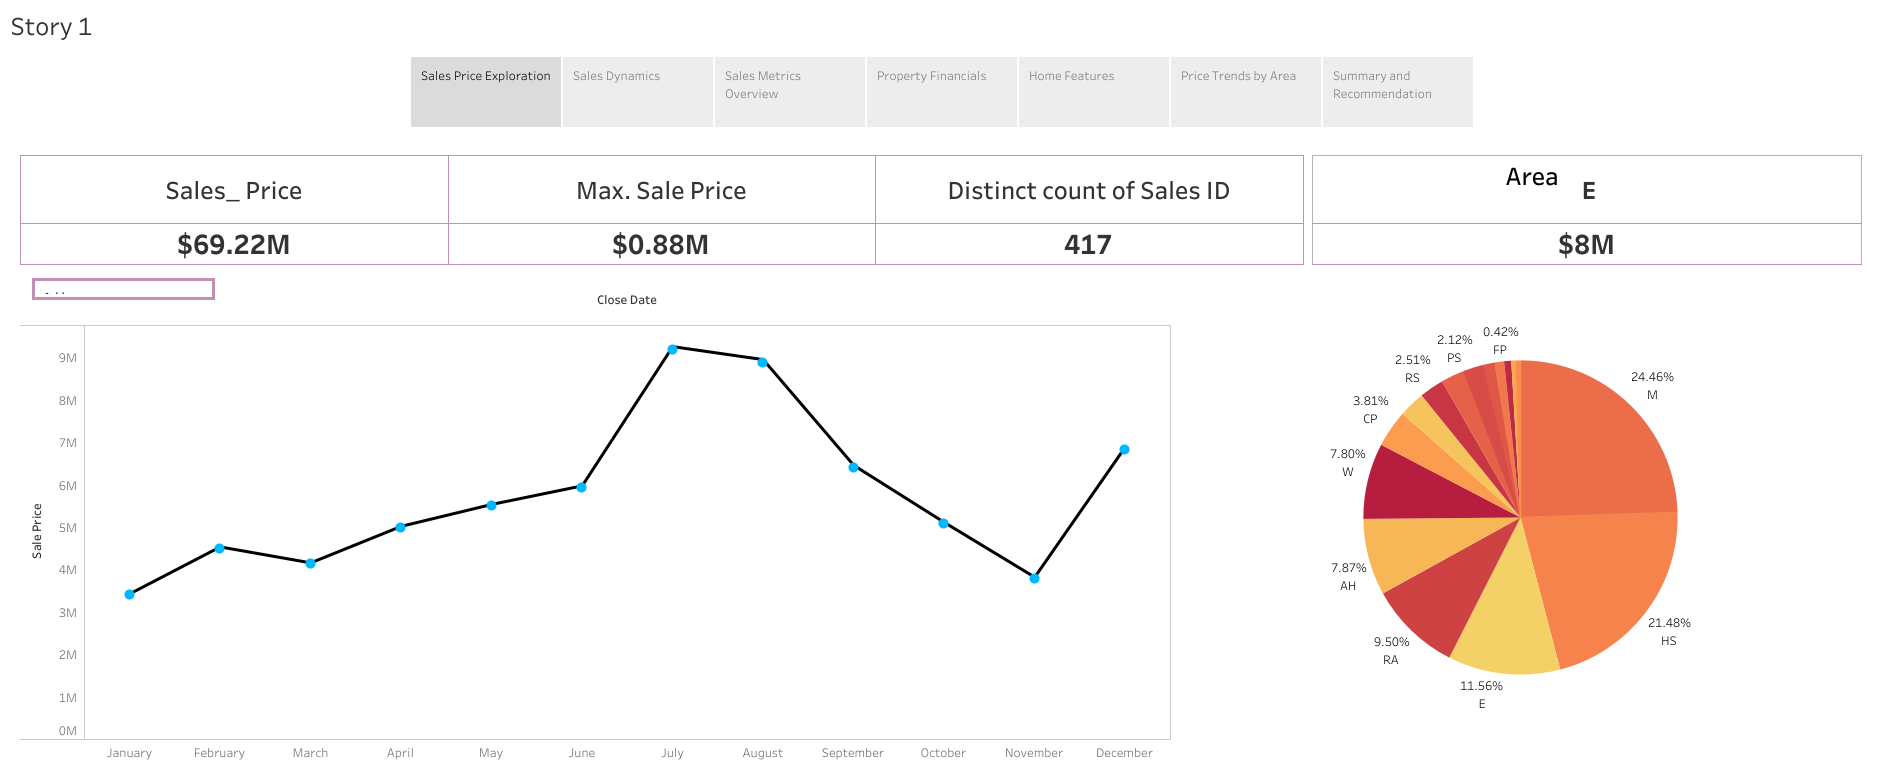 Story 1
Sales Price Exploration
Sales Dynamics
Sales Metrics
Overview
Property Financials
Home Features
Price Trends by Area
Summary and
Recommendation
Sales_ Price
Max. Sale Price
Distinct count of Sales ID
Area
E
$69.22M
$0.88M
417
$8M
Close Date
Sale Price
9M
8M
7M
6M
5M
4M
3M
2M
1M
0M
January
February
March
April
May
June
July
August
September
October
November
December
0.42%
FP
2.12%
PS
2.51%
RS
3.81%
CP
7.80%
W
7.87%
AH
9.50%
RA
11.56%
E
21.48%
HS
24.46%
M